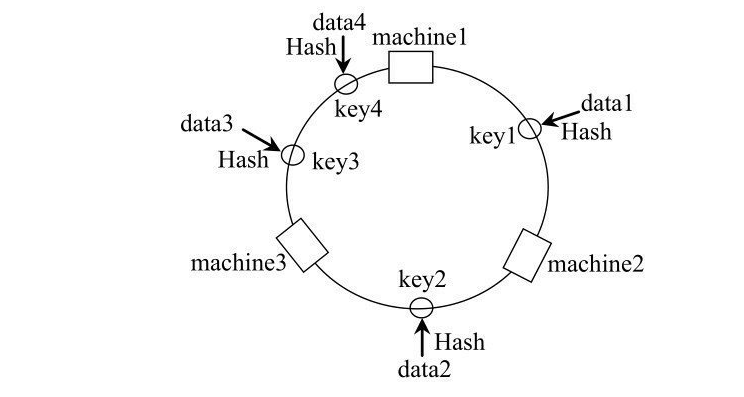 data4
Hash
machine1
key4
data1
key1
Hash
data3
Hash
key3
machine3
machine2
key2
Hash
data2